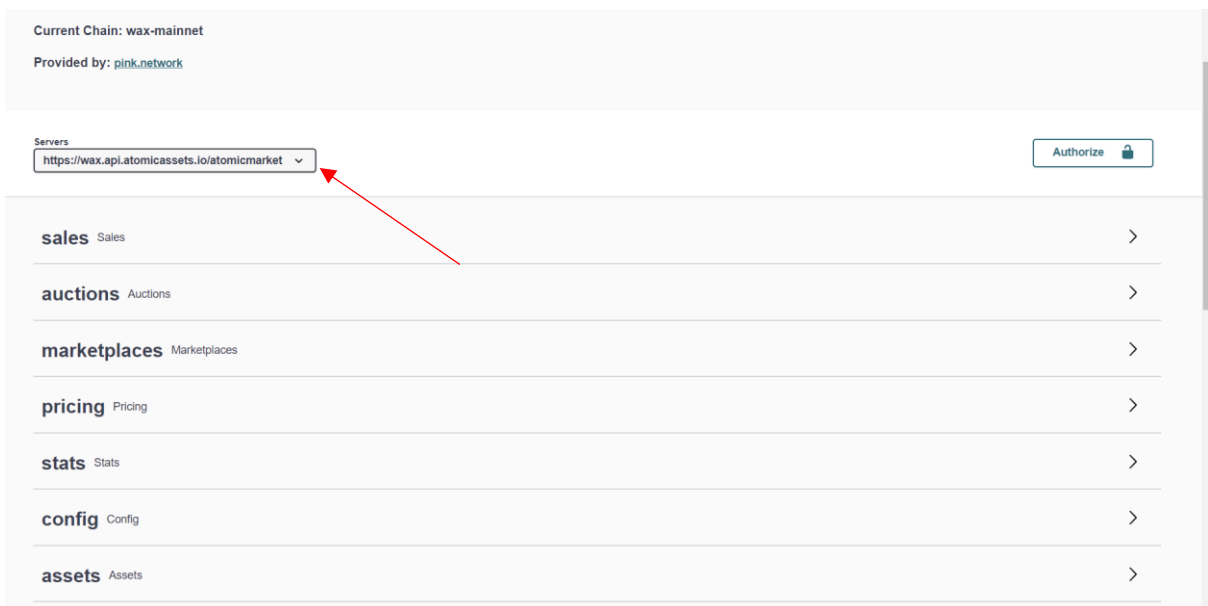 Current Chain: wax-mainnet
Provided by: pink.network
Servers
https://wax.api.atomicassets.io/atomicmarket
Authorize
sales Sales
auctions Auctions
marketplaces Marketplaces
pricing Pricing
stats Stats
config Config
assets Assets